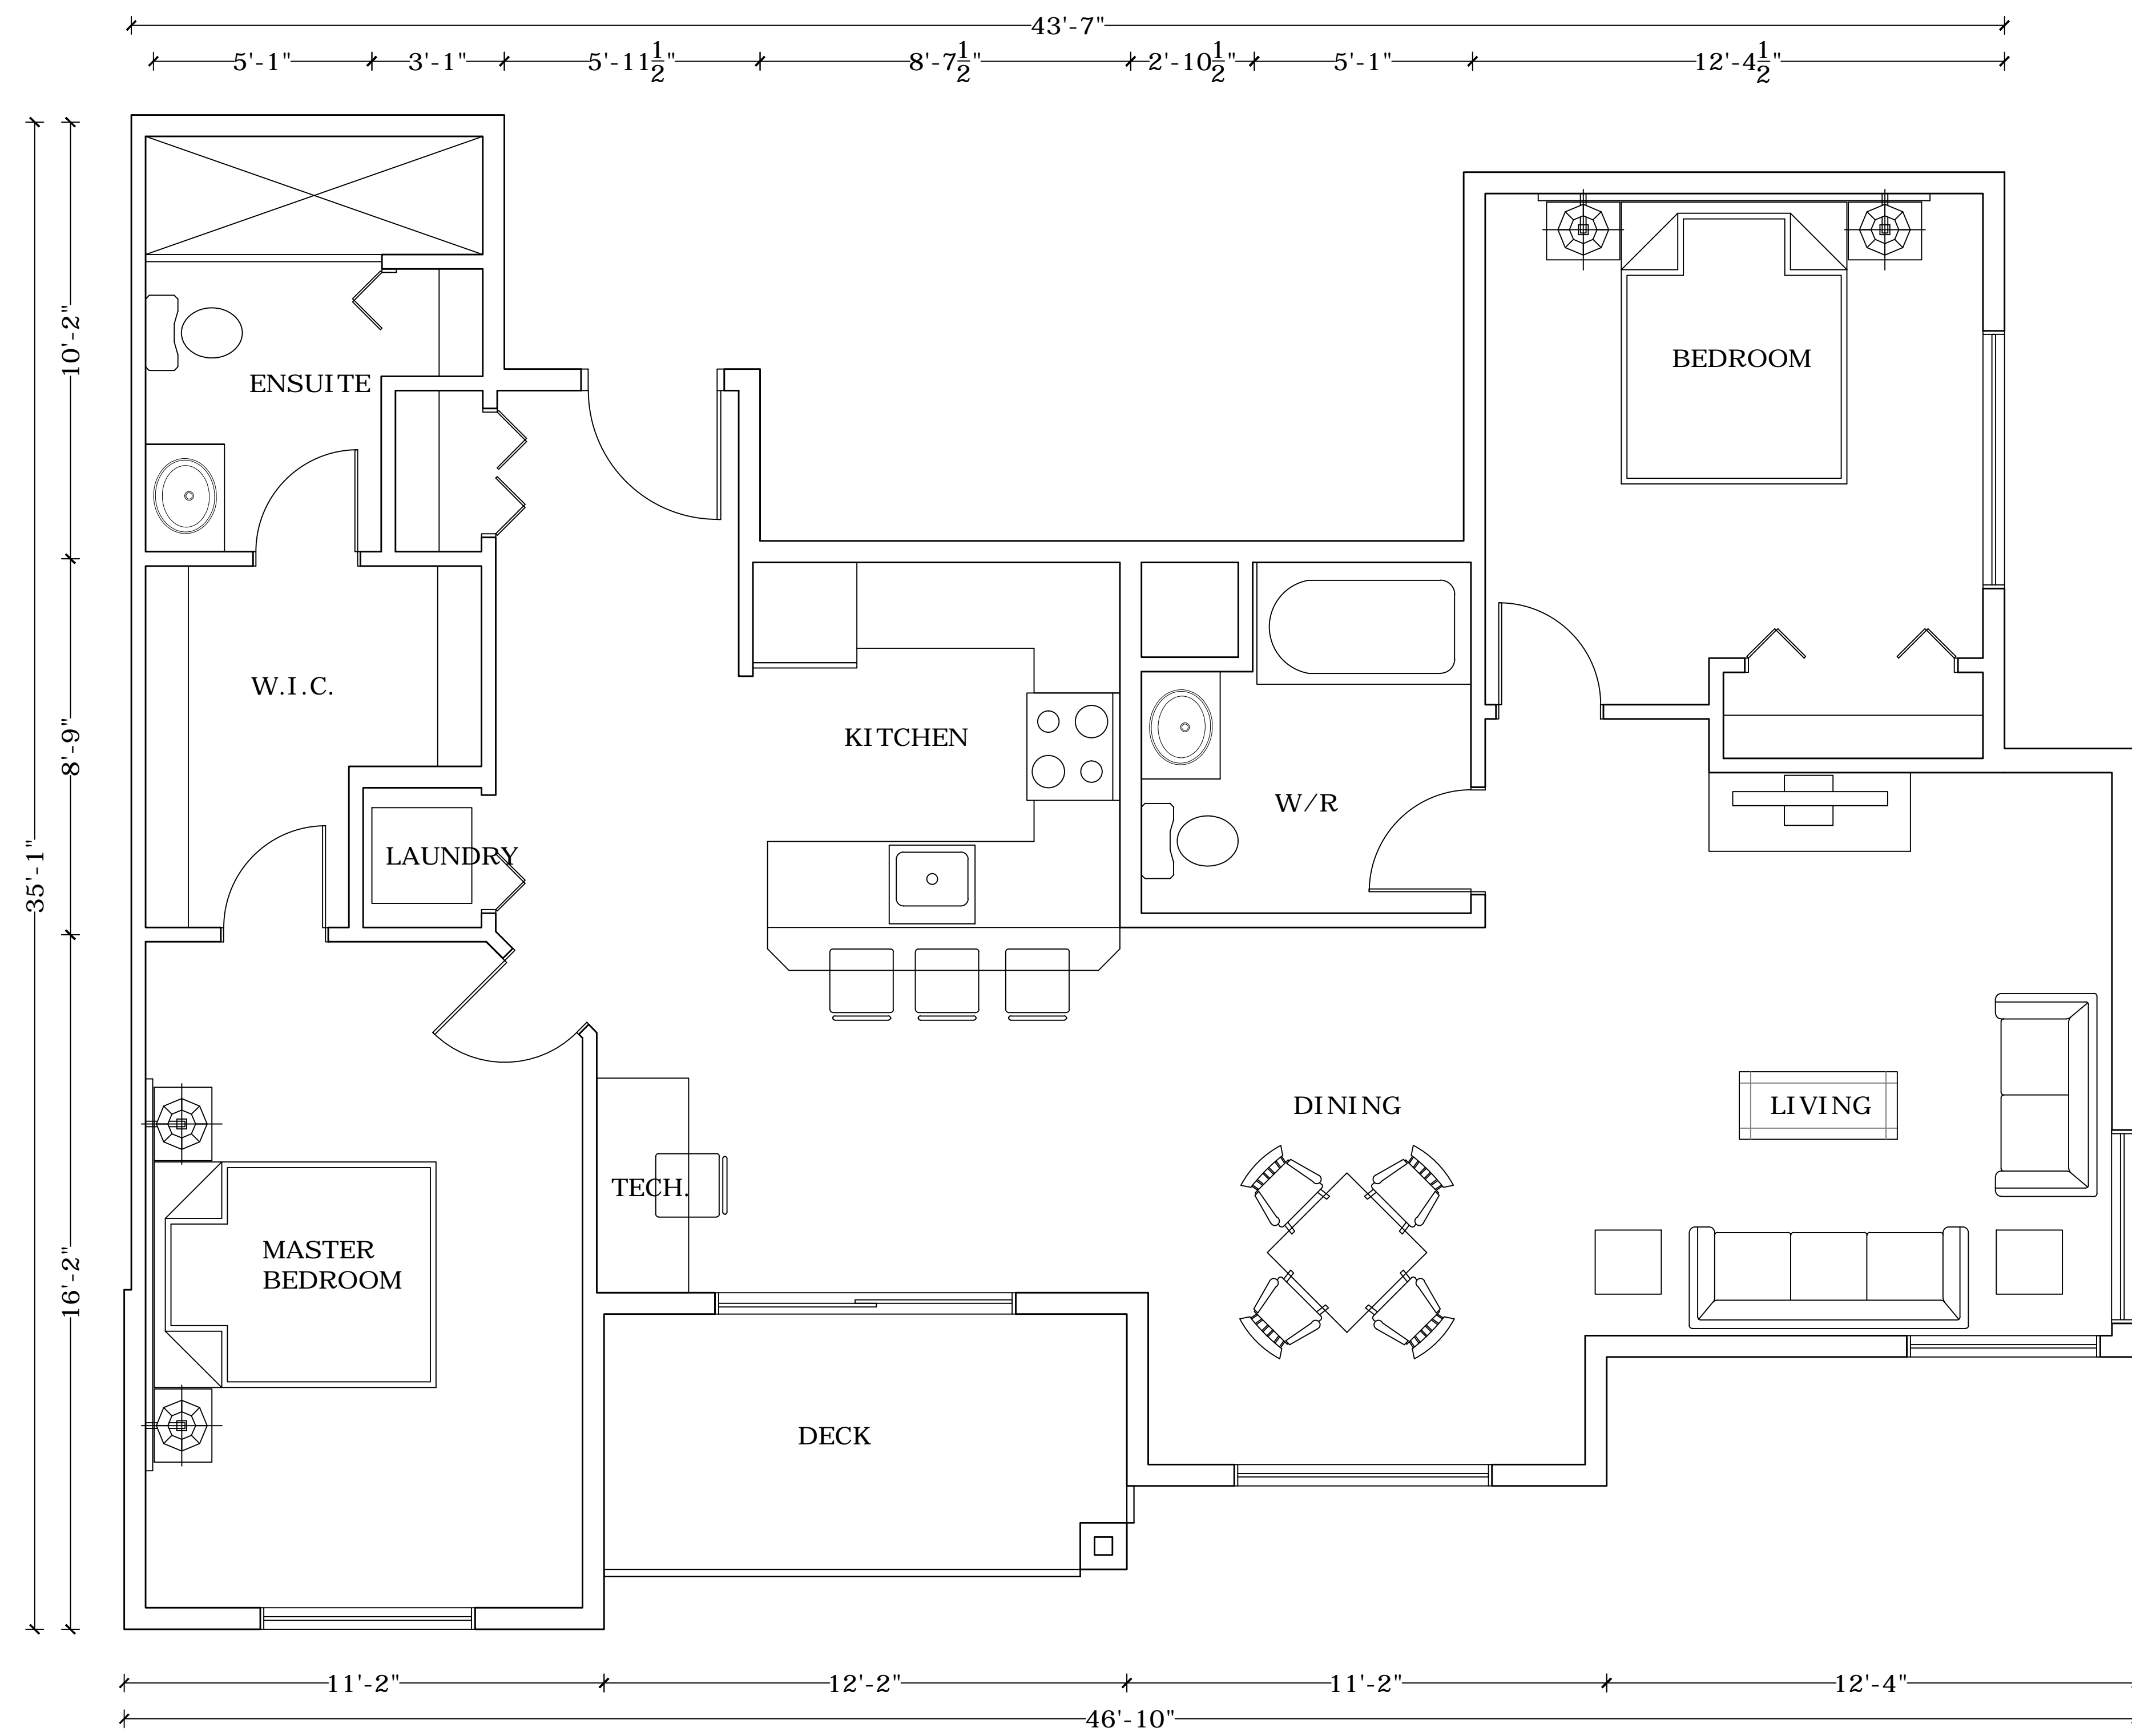 43'-7"
5'-1" 3'-1" 5'-11 1/2" 8'-7 1/2" 2'-10 1/2" 5'-1" 12'-4 1/2"
10'-2"
BEDROOM
ENSUITE
W.I.C.
8'-9"
KITCHEN
W/R
35'-1"
LAUNDRY
DINING
LIVING
TECH.
16'-2"
MASTER
BEDROOM
DECK
11'-2" 12'-2" 11'-2" 12'-4"
46'-10"